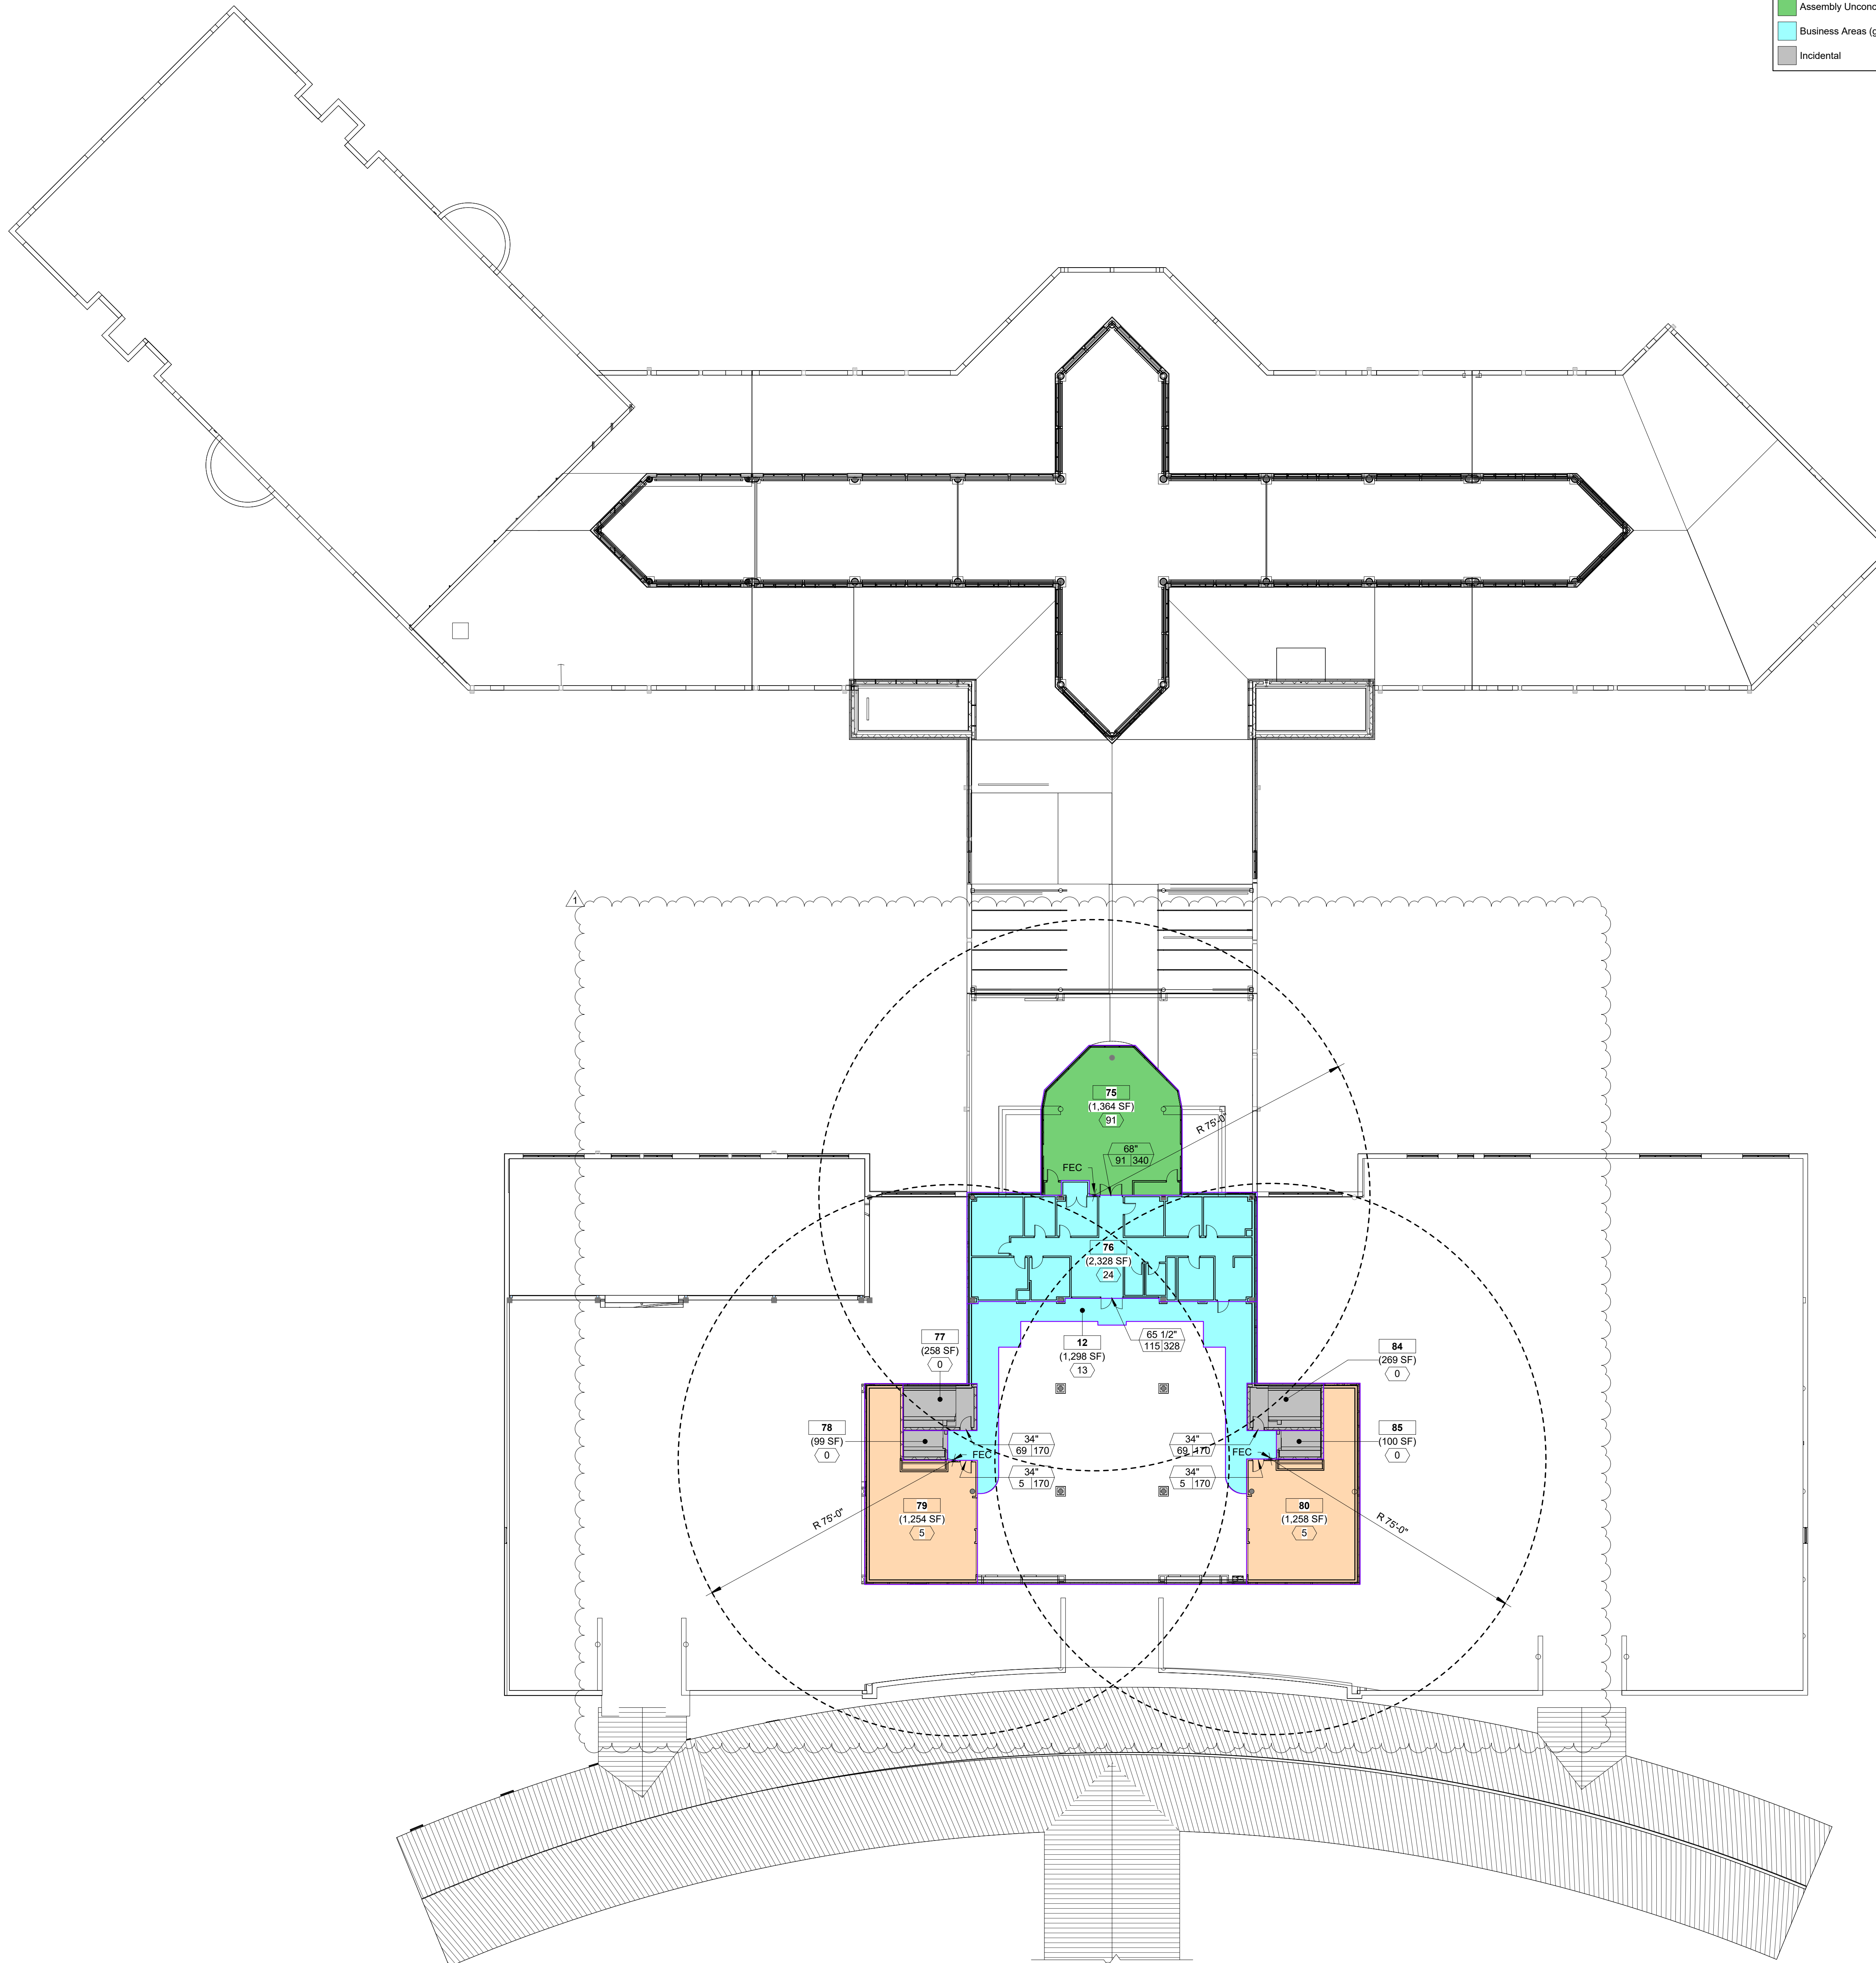 Assembly Unconc
Business Areas (g
Incidental
1
75
(1,364 SF)
91
R 75'-0"
68"
91 340
FEC
76
(2,328 SF)
24
65 1/2"
115 328
12
(1,298 SF)
13
77
(258 SF)
0
84
(269 SF)
0
78
(99 SF)
0
85
(100 SF)
0
34"
69 170
34"
69 170
FEC
FEC
34"
5 170
34"
5 170
79
(1,254 SF)
5
80
(1,258 SF)
5
R 75'-0"
R 75'-0"